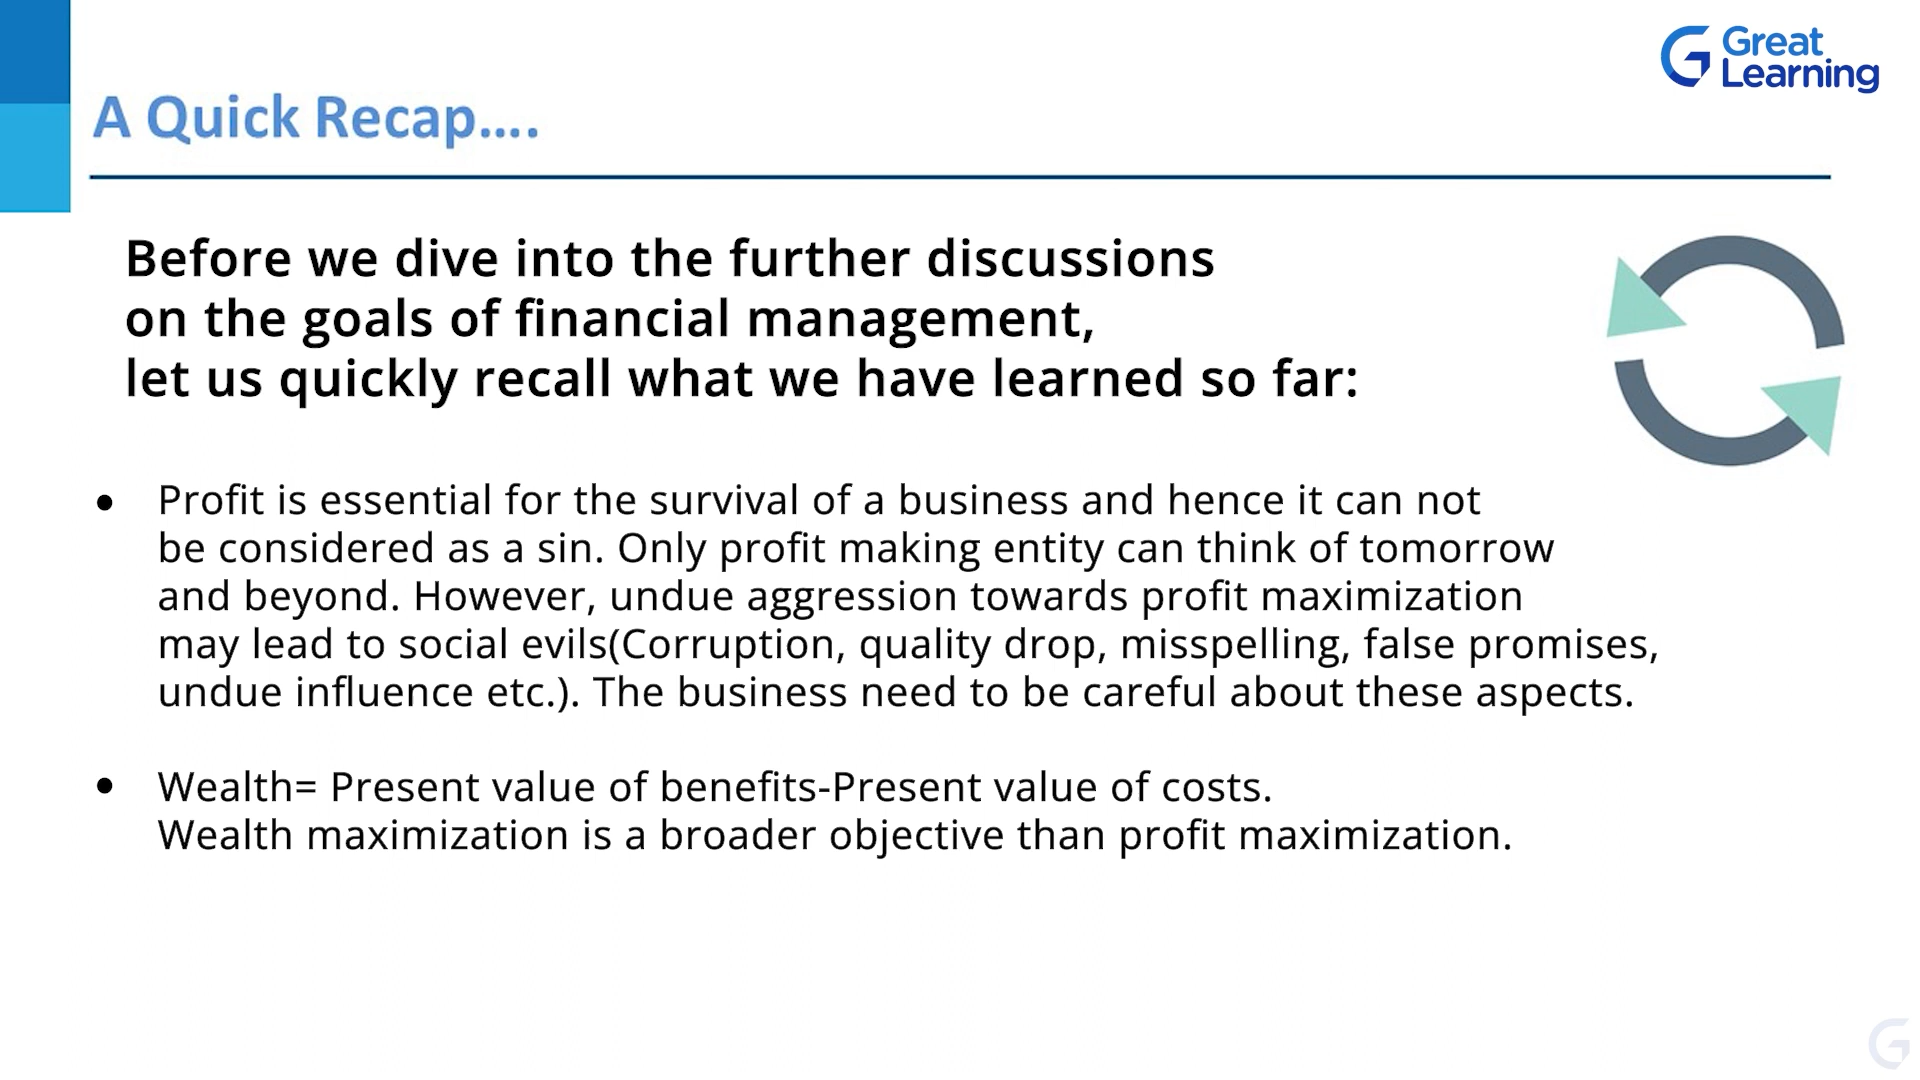 Great
Learning
A Quick Recap....
Before we dive into the further discussions
on the goals of financial management,
let us quickly recall what we have learned so far:
• Profit is essential for the survival of a business and hence it can not
be considered as a sin. Only profit making entity can think of tomorrow
and beyond. However, undue aggression towards profit maximization
may lead to social evils(Corruption, quality drop, misspelling, false promises,
undue influence etc.). The business need to be careful about these aspects.
• Wealth= Present value of benefits-Present value of costs.
Wealth maximization is a broader objective than profit maximization.